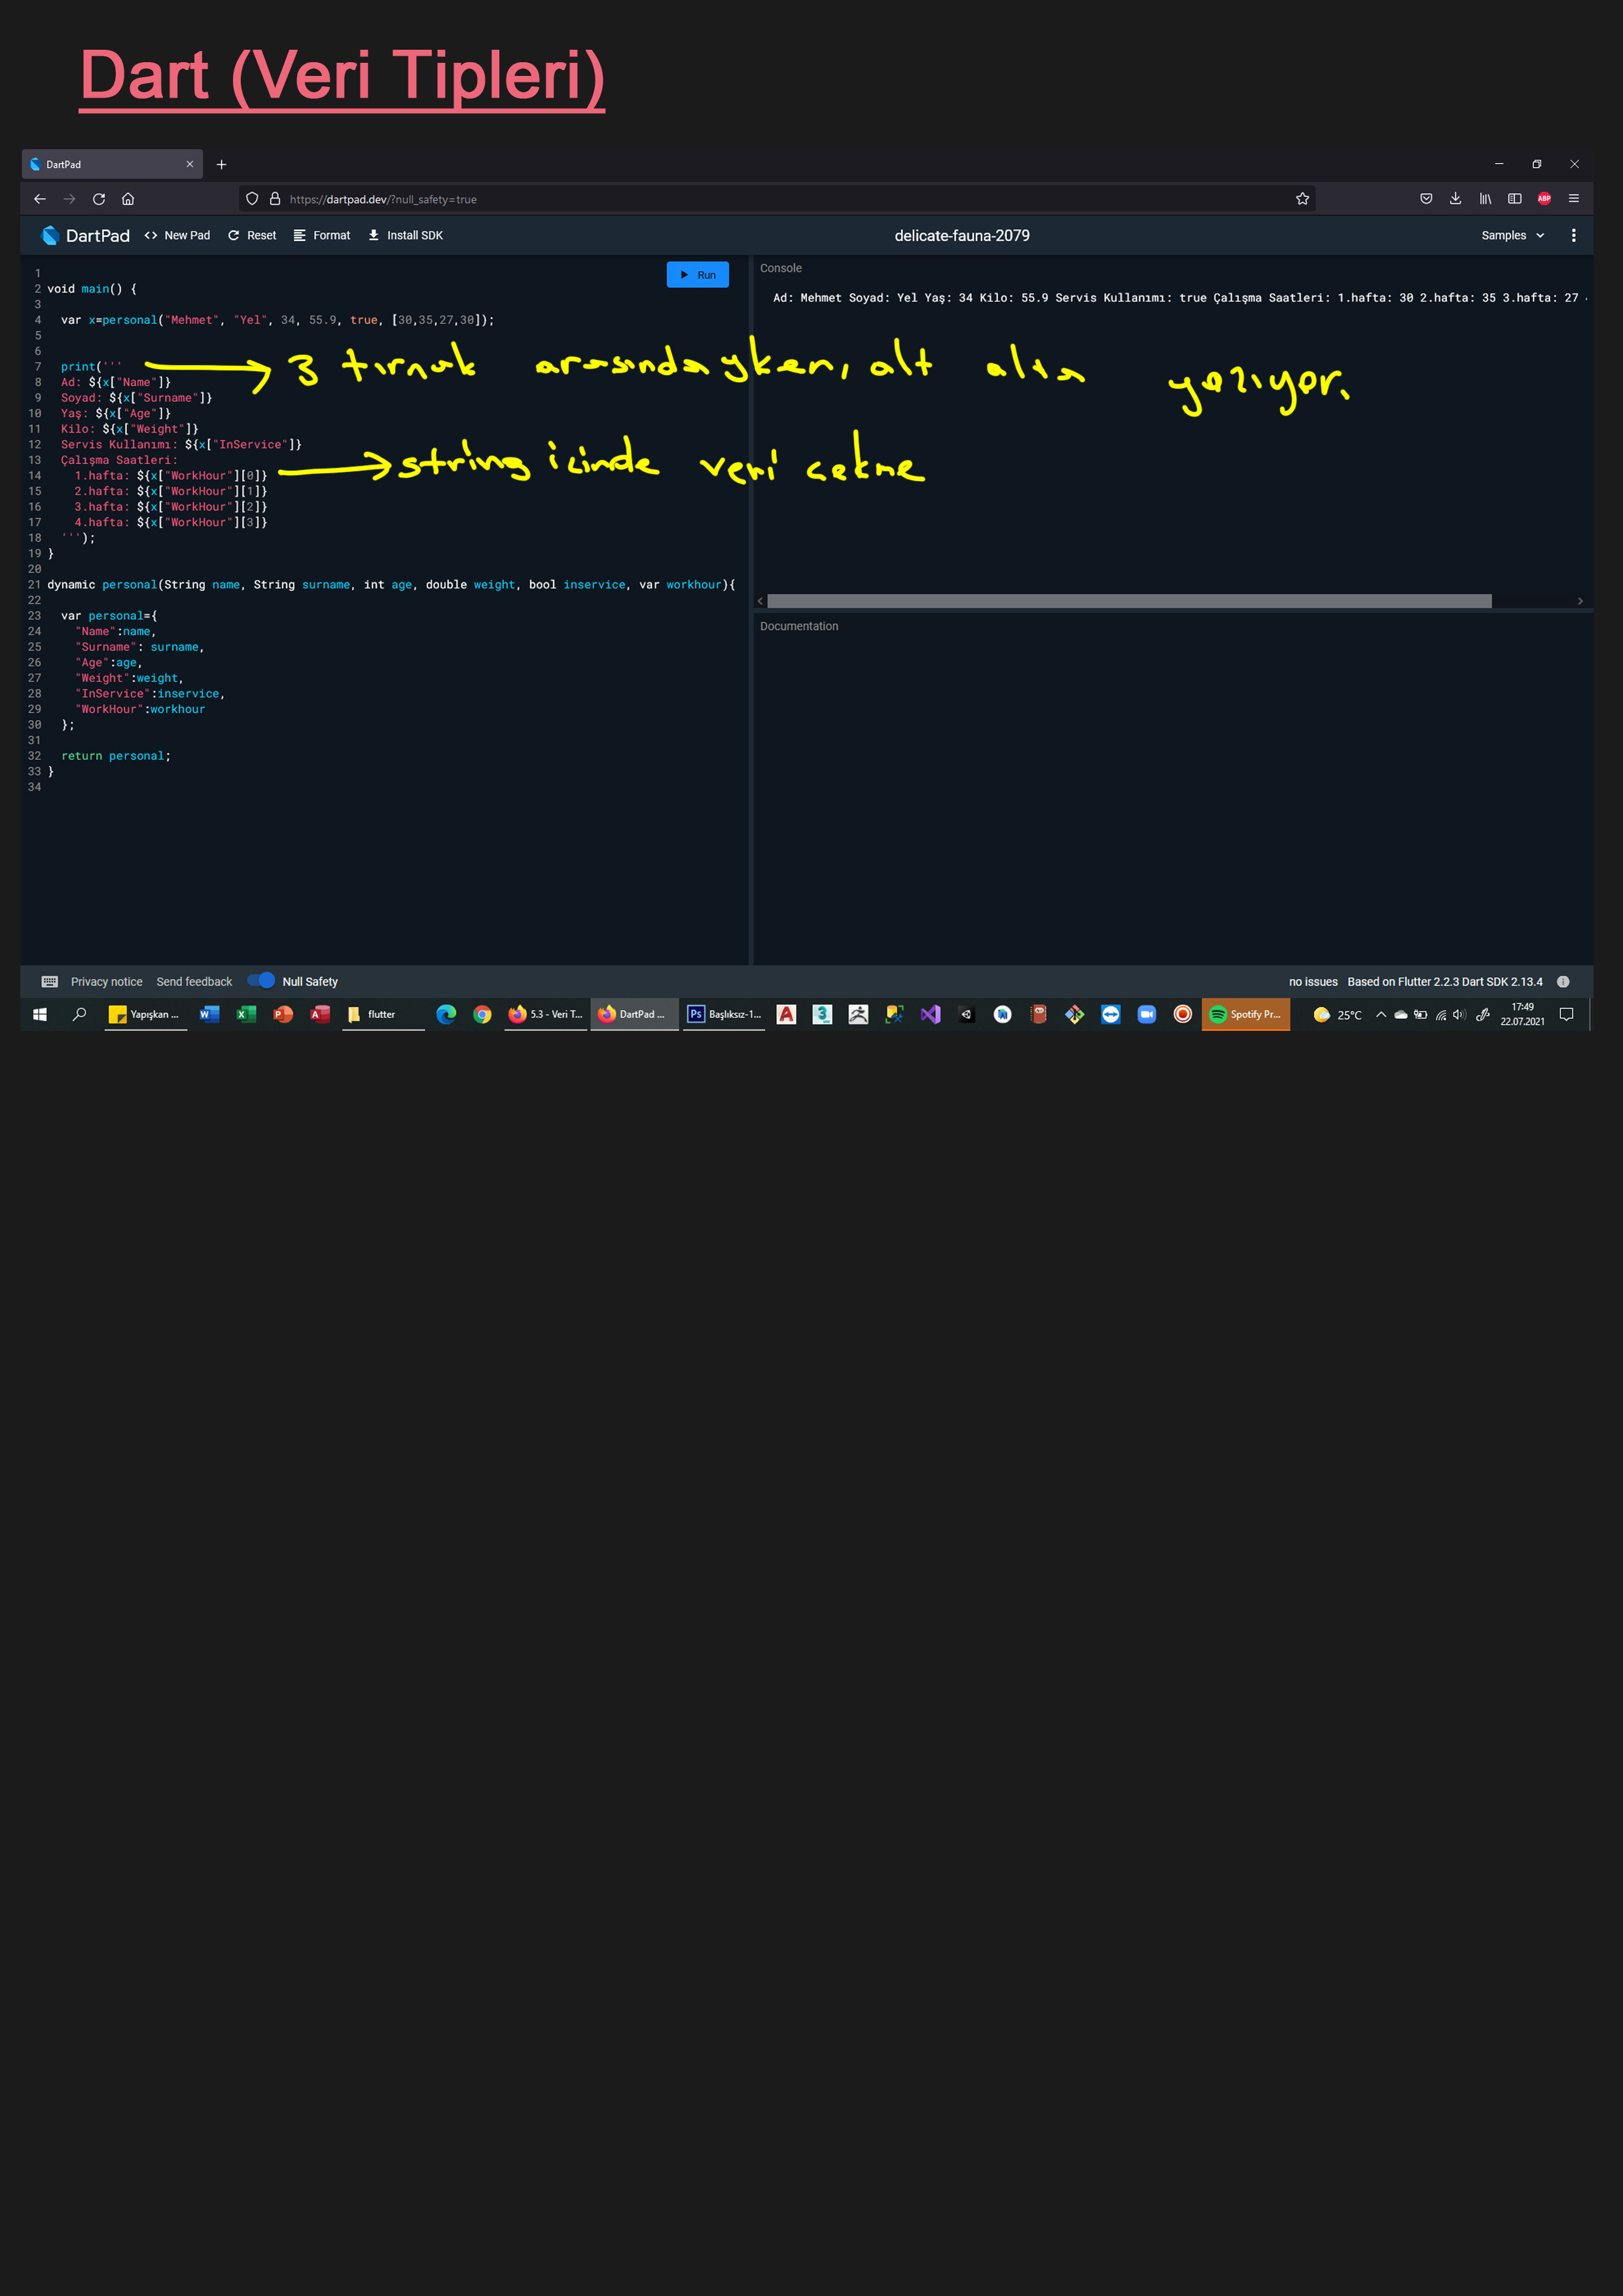 Dart (Veri Tipleri)
DartPad
https://dartpad.dev/?null_safety=true
DartPad <> New Pad Reset Format Install SDK delicate-fauna-2079 Samples
Run
Console
1
2 void main() {
3
4 var x=personal("Mehmet", "Yel", 34, 55.9, true, [30,35,27,30]);
5
6
7 print('''
8 Ad: ${x["Name"]}
9 Soyad: ${x["Surname"]}
10 Yaş: ${x["Age"]}
11 Kilo: ${x["Weight"]}
12 Servis Kullanımı: ${x["InService"]}
13 Çalışma Saatleri:
14 1.hafta: ${x["WorkHour"][0]}
15 2.hafta: ${x["WorkHour"][1]}
16 3.hafta: ${x["WorkHour"][2]}
17 4.hafta: ${x["WorkHour"][3]}
18 ''');
19 }
20
21 dynamic personal(String name, String surname, int age, double weight, bool inservice, var workhour){
22
23 var personal={
24 "Name":name,
25 "Surname": surname,
26 "Age":age,
27 "Weight":weight,
28 "InService":inservice,
29 "WorkHour":workhour
30 };
31
32 return personal;
33 }
34
3 tırnak arasındayken, alt alta yazıyor.
string içinde veri çekme
Ad: Mehmet Soyad: Yel Yaş: 34 Kilo: 55.9 Servis Kullanımı: true Çalışma Saatleri: 1.hafta: 30 2.hafta: 35 3.hafta: 27
Documentation
Privacy notice Send feedback Null Safety no issues Based on Flutter 2.2.3 Dart SDK 2.13.4
Yapışkan ... flutter 5.3 - Veri T... DartPad ... Başlıksız-1... Spotify Pr... 25°C 17:49
22.07.2021